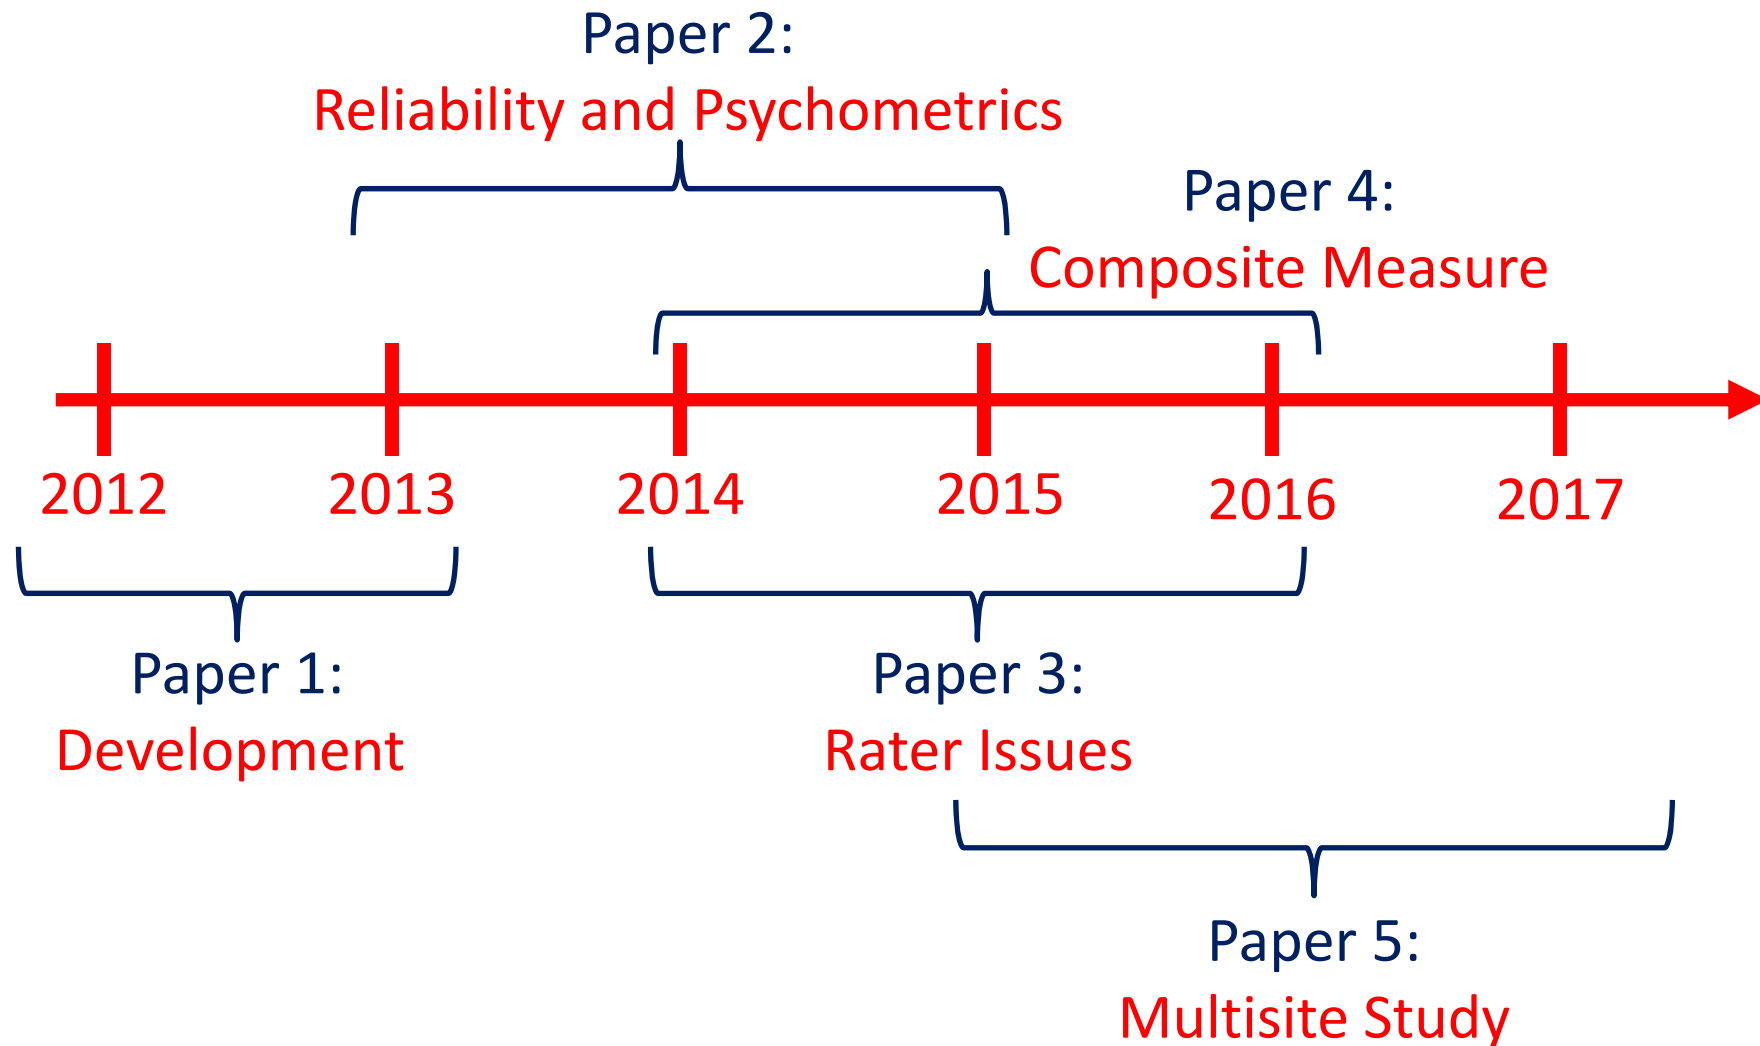 Paper 2:
Reliability and Psychometrics
Paper 4:
Composite Measure
2012 2013 2014 2015 2016 2017
Paper 1:
Development
Paper 3:
Rater Issues
Paper 5:
Multisite Study